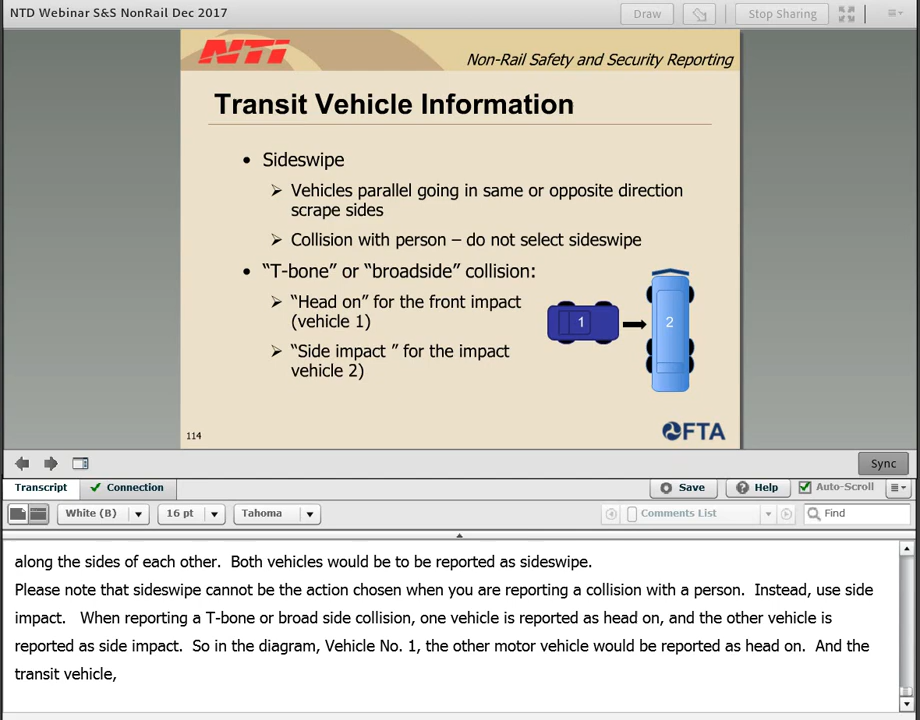 NTD Webinar S&S NonRail Dec 2017
Draw
Stop Sharing
NTI
Non-Rail Safety and Security Reporting
Transit Vehicle Information
• Sideswipe
➢ Vehicles parallel going in same or opposite direction
scrape sides
➢ Collision with person – do not select sideswipe
• “T-bone” or “broadside” collision:
➢ “Head on” for the front impact
(vehicle 1)
➢ “Side impact ” for the impact
vehicle 2)
1
2
114
FTA
Sync
Transcript
Connection
Save
Help
Auto-Scroll
White (B)
16 pt
Tahoma
Comments List
Find
along the sides of each other.  Both vehicles would be to be reported as sideswipe.
Please note that sideswipe cannot be the action chosen when you are reporting a collision with a person.  Instead, use side
impact.   When reporting a T-bone or broad side collision, one vehicle is reported as head on, and the other vehicle is
reported as side impact.  So in the diagram, Vehicle No. 1, the other motor vehicle would be reported as head on.  And the
transit vehicle,